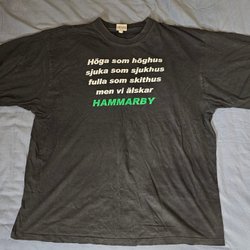 Höga som höghus
sjuka som sjukhus
fulla som skithus
men vi älskar
HAMMARBY